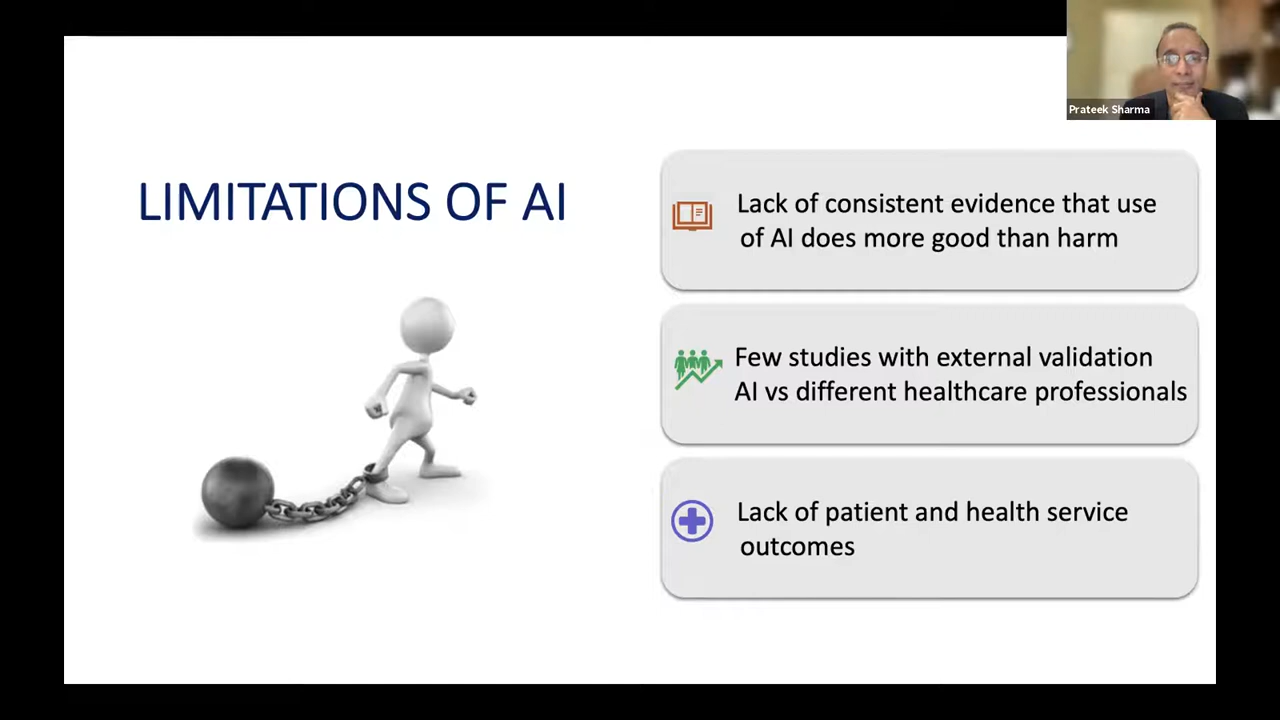 Prateek Sharma
LIMITATIONS OF AI
Lack of consistent evidence that use
of AI does more good than harm
Few studies with external validation
AI vs different healthcare professionals
Lack of patient and health service
outcomes